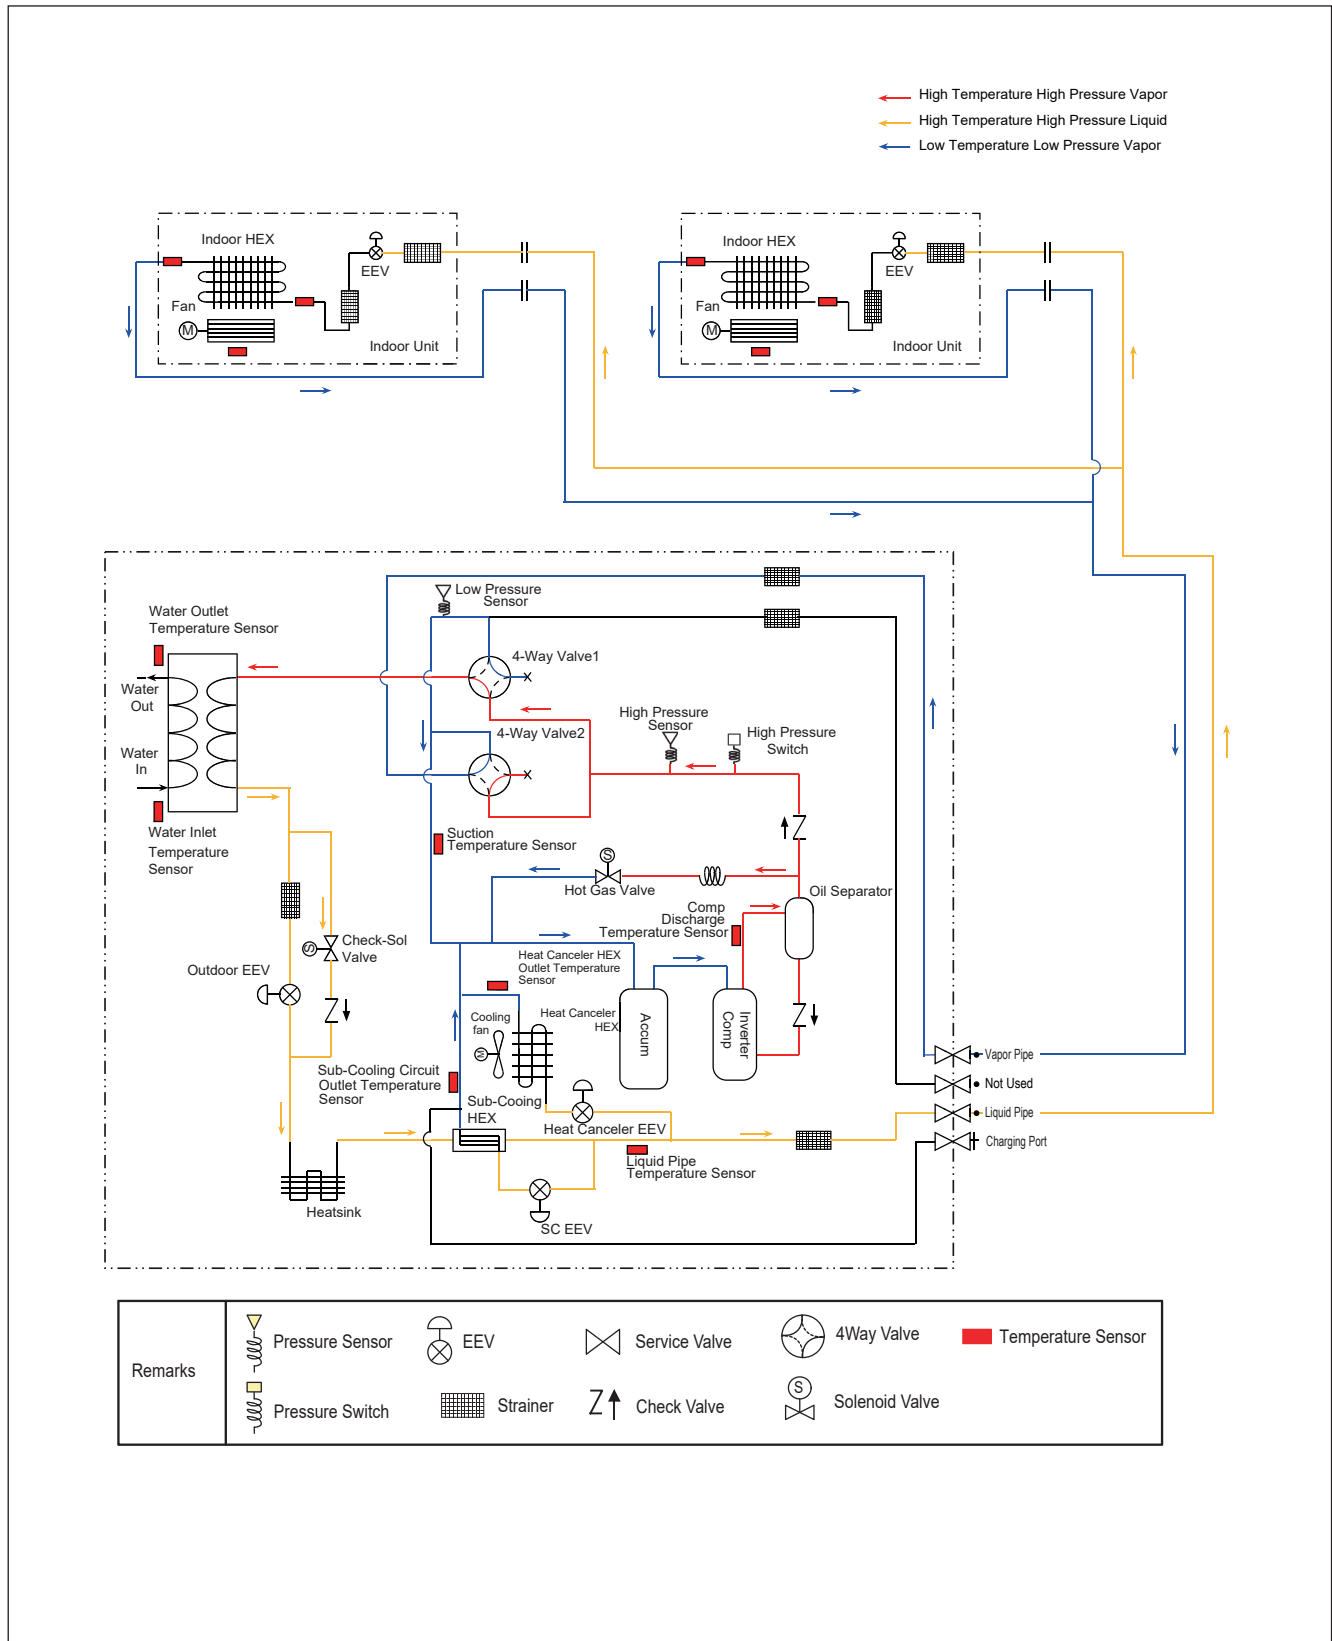 High Temperature High Pressure Vapor
High Temperature High Pressure Liquid
Low Temperature Low Pressure Vapor
Indoor HEX
EEV
Fan
M
Indoor Unit
Indoor HEX
EEV
Fan
M
Indoor Unit
Low Pressure
Sensor
Water Outlet
Temperature Sensor
4-Way Valve1
Water
Out
High Pressure
Sensor
4-Way Valve2
High Pressure
Switch
Water
In
Water Inlet
Temperature
Sensor
Suction
Temperature Sensor
S
Hot Gas Valve
Oil Separator
Comp
Discharge
Temperature Sensor
S
Check-Sol
Valve
Heat Canceler HEX
Outlet Temperature
Sensor
Outdoor EEV
Cooling
fan
M
Heat Canceler
HEX
Accum
Inverter
Comp
Vapor Pipe
Not Used
Liquid Pipe
Charging Port
Sub-Cooling Circuit
Outlet Temperature
Sensor
Sub-Cooing
HEX
Heat Canceler EEV
Liquid Pipe
Temperature Sensor
Heatsink
SC EEV
Remarks
Pressure Sensor
EEV
Service Valve
4Way Valve
Temperature Sensor
Pressure Switch
Strainer
Check Valve
S
Solenoid Valve